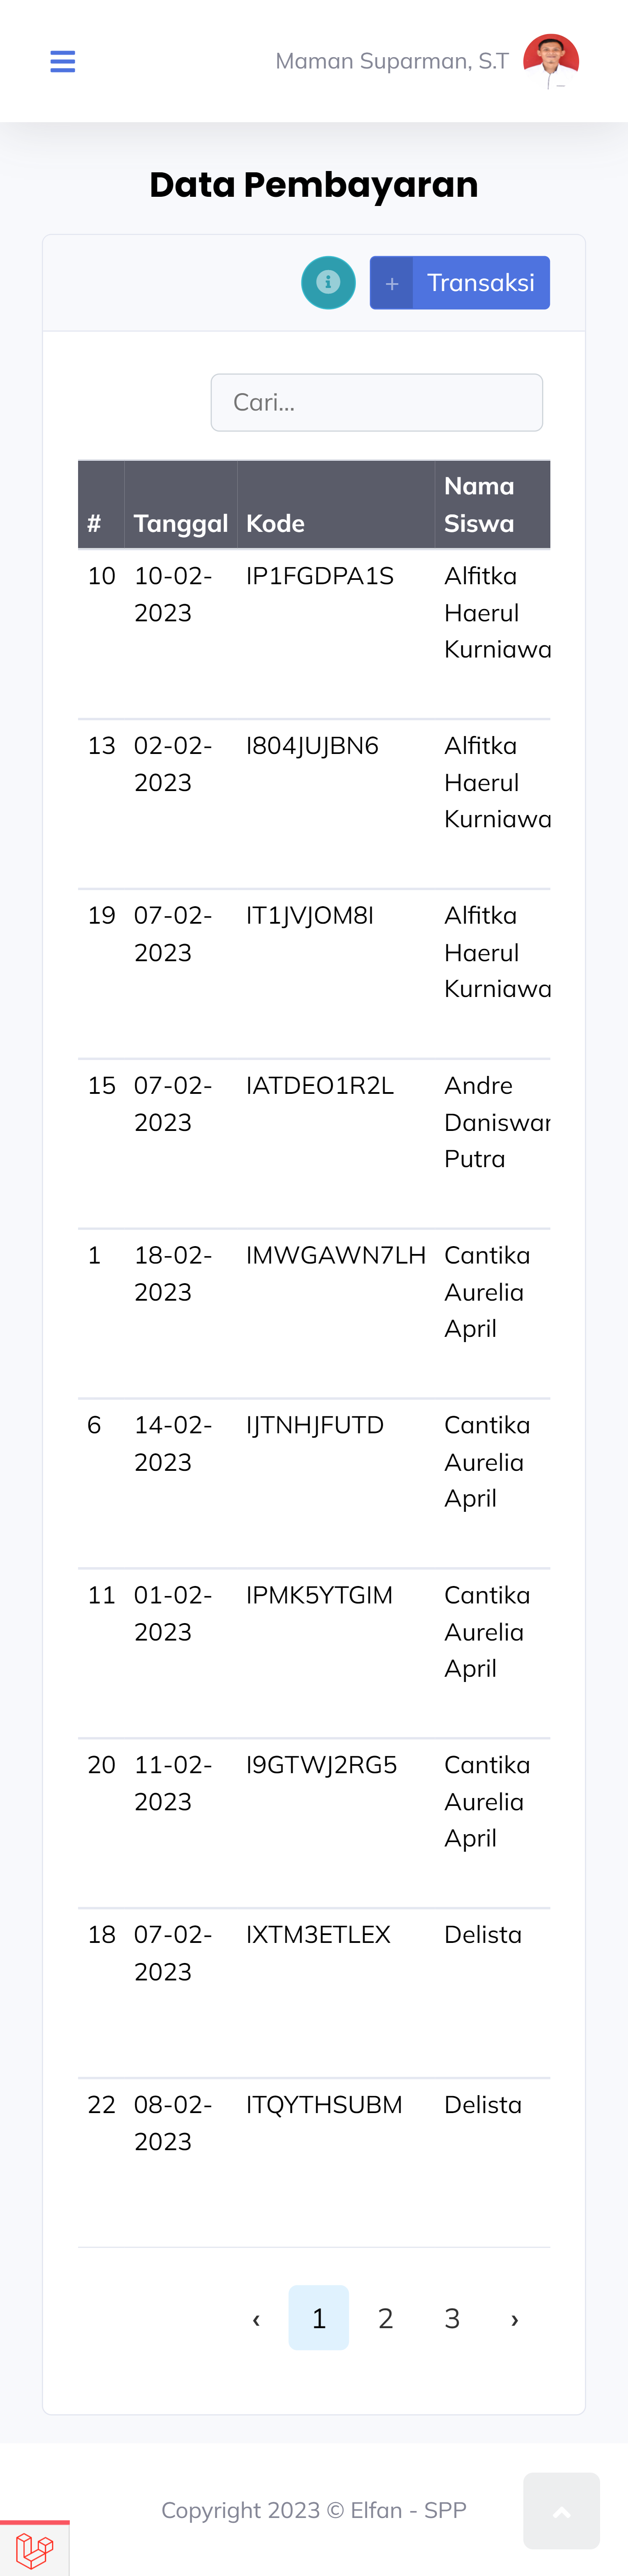 Maman Suparman, S.T
Data Pembayaran
+ Transaksi
Cari...
Nama
# Tanggal Kode Siswa
10 10-02- IP1FGDPA1S Alfitka
2023 Haerul
Kurniawa
13 02-02- I804JUJBN6 Alfitka
2023 Haerul
Kurniawa
19 07-02- IT1JVJOM8I Alfitka
2023 Haerul
Kurniawa
15 07-02- IATDEO1R2L Andre
2023 Daniswar
Putra
1 18-02- IMWGAWN7LH Cantika
2023 Aurelia
April
6 14-02- IJTNHJFUTD Cantika
2023 Aurelia
April
11 01-02- IPMK5YTGIM Cantika
2023 Aurelia
April
20 11-02- I9GTWJ2RG5 Cantika
2023 Aurelia
April
18 07-02- IXTM3ETLEX Delista
2023
22 08-02- ITQYTHSUBM Delista
2023
‹ 1 2 3 ›
Copyright 2023 © Elfan - SPP